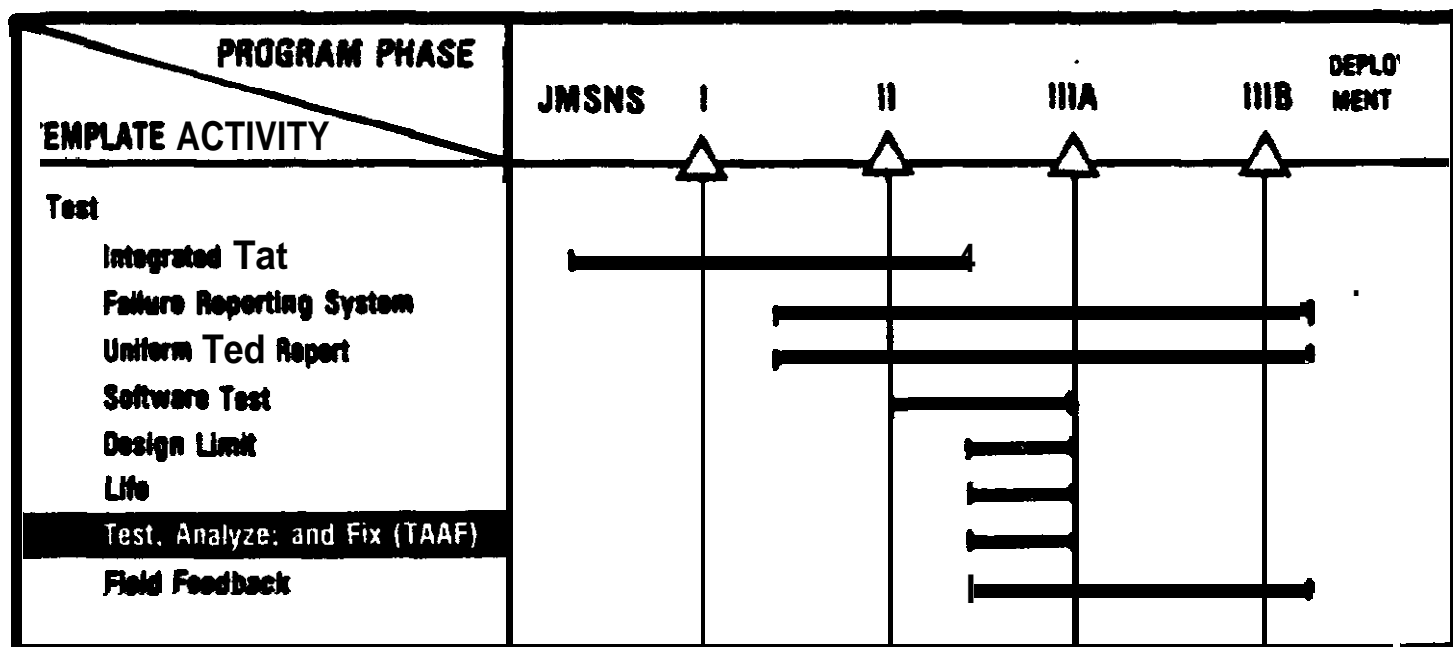 PROGRAM PHASE
JMSNS I II IIIA IIIB DEPLOY
MENT
EMPLATE ACTIVITY
Test
Integrated Tat
Failure Reporting System
Uniform Ted Report
Software Test
Design Limit
Life
Test, Analyze; and Fix (TAAF)
Field Feedback